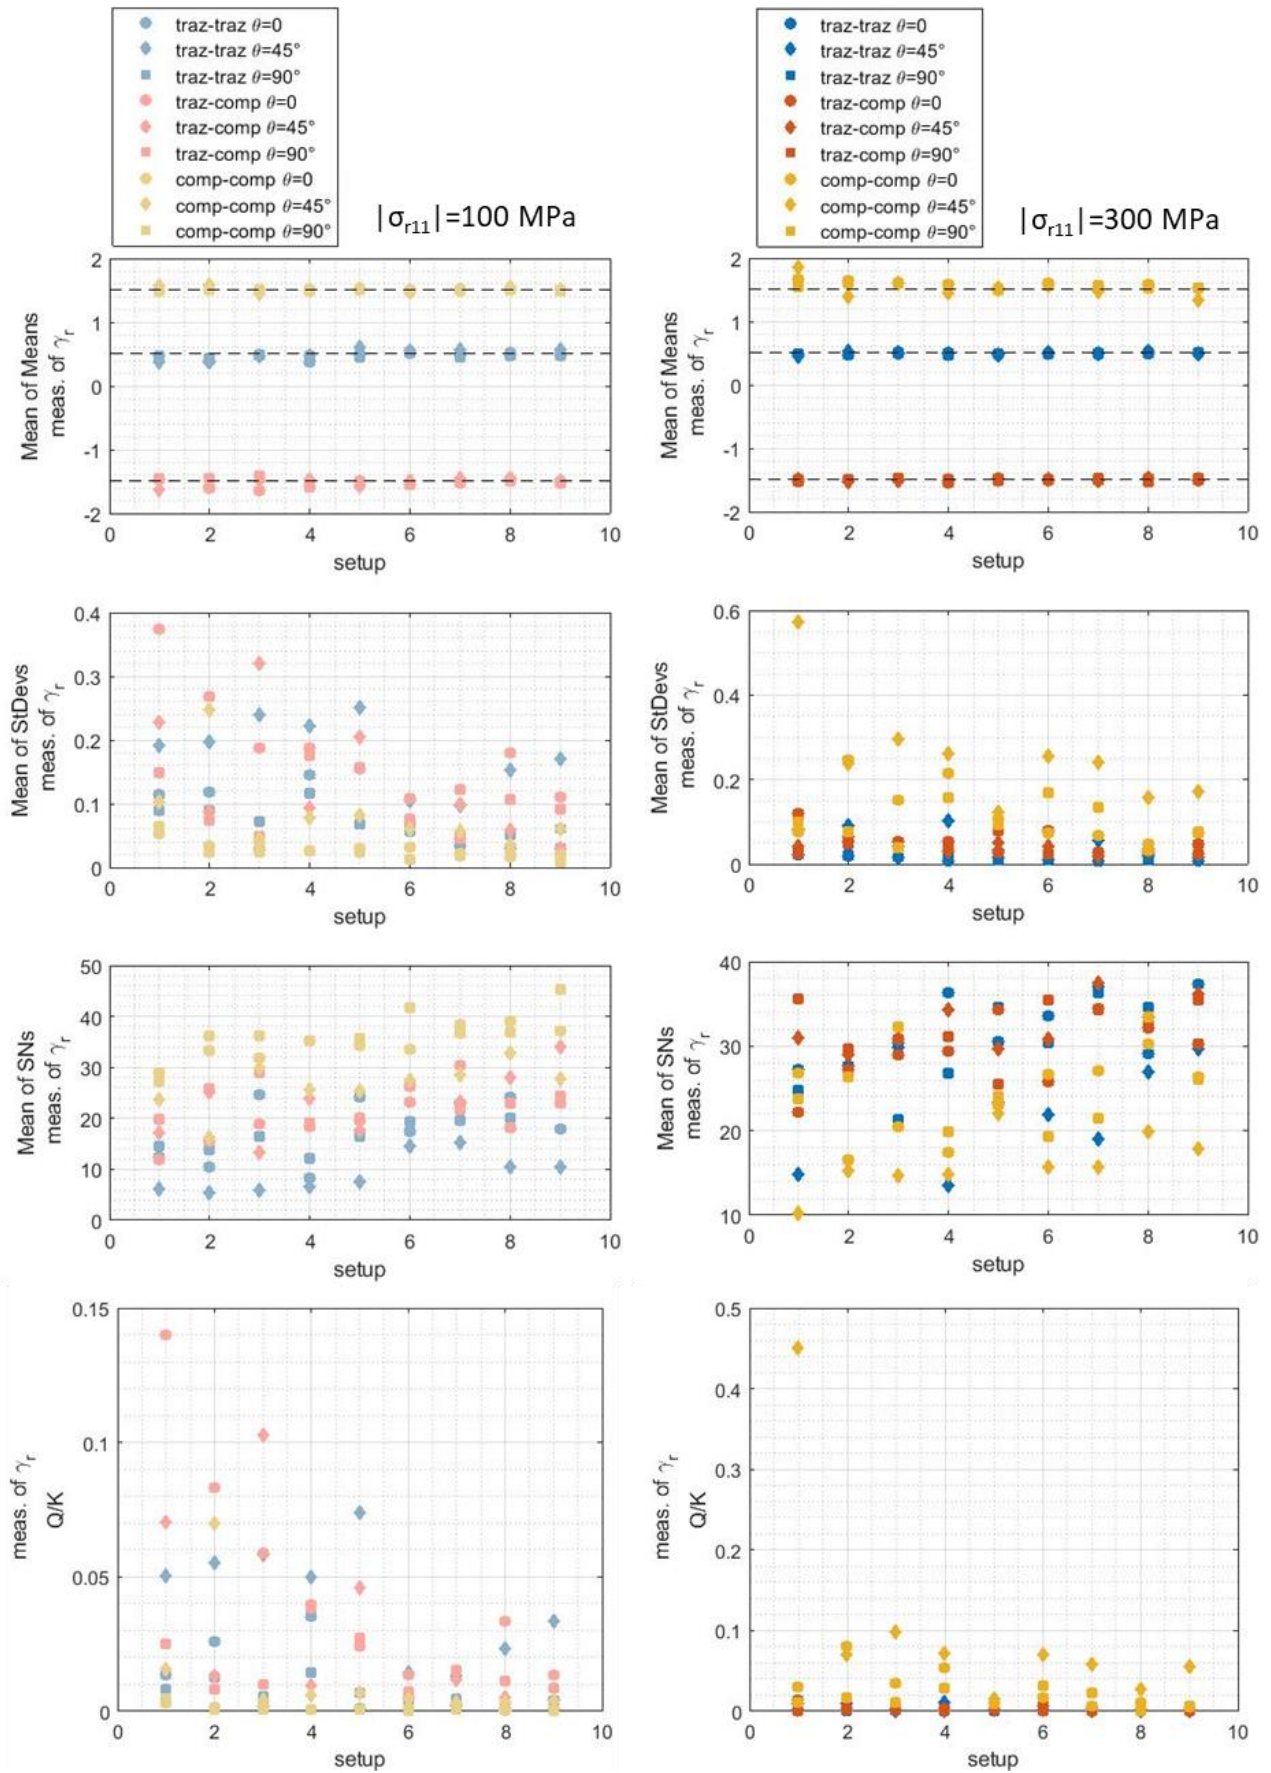 traz-traz θ=0
traz-traz θ=45°
traz-traz θ=90°
traz-comp θ=0
traz-comp θ=45°
traz-comp θ=90°
comp-comp θ=0
comp-comp θ=45°
comp-comp θ=90°
|σr11|=100 MPa
traz-traz θ=0
traz-traz θ=45°
traz-traz θ=90°
traz-comp θ=0
traz-comp θ=45°
traz-comp θ=90°
comp-comp θ=0
comp-comp θ=45°
comp-comp θ=90°
|σr11|=300 MPa
Mean of Means
meas. of γr
2
1
0
-1
-2
0 2 4 6 8 10
setup
Mean of Means
meas. of γr
2
1
0
-1
-2
0 2 4 6 8 10
setup
Mean of StDevs
meas. of γr
0.4
0.3
0.2
0.1
0
0 2 4 6 8 10
setup
Mean of StDevs
meas. of γr
0.6
0.4
0.2
0
0 2 4 6 8 10
setup
Mean of SNs
meas. of γr
50
40
30
20
10
0
0 2 4 6 8 10
setup
Mean of SNs
meas. of γr
40
30
20
10
0 2 4 6 8 10
setup
meas. of γr
Q/K
0.15
0.1
0.05
0
0 2 4 6 8 10
setup
meas. of γr
Q/K
0.5
0.4
0.3
0.2
0.1
0
0 2 4 6 8 10
setup